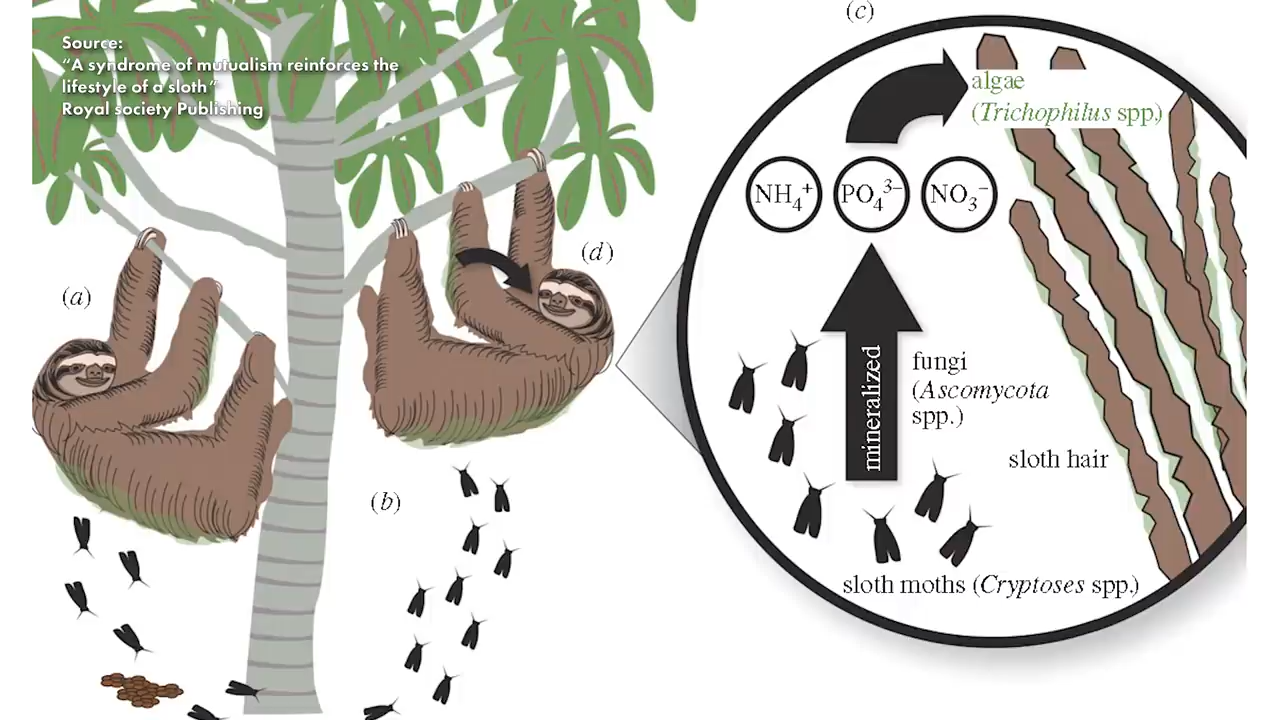 Source:
“A syndrome of mutualism reinforces the
lifestyle of a sloth”
Royal society Publishing
(a)
(b)
(d)
(c)
algae
(Trichophilus spp.)
NH₄⁺
PO₄³⁻
NO₃⁻
mineralized
fungi
(Ascomycota
spp.)
sloth hair
sloth moths (Cryptoses spp.)